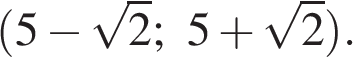 (5 − √2; 5 + √2).